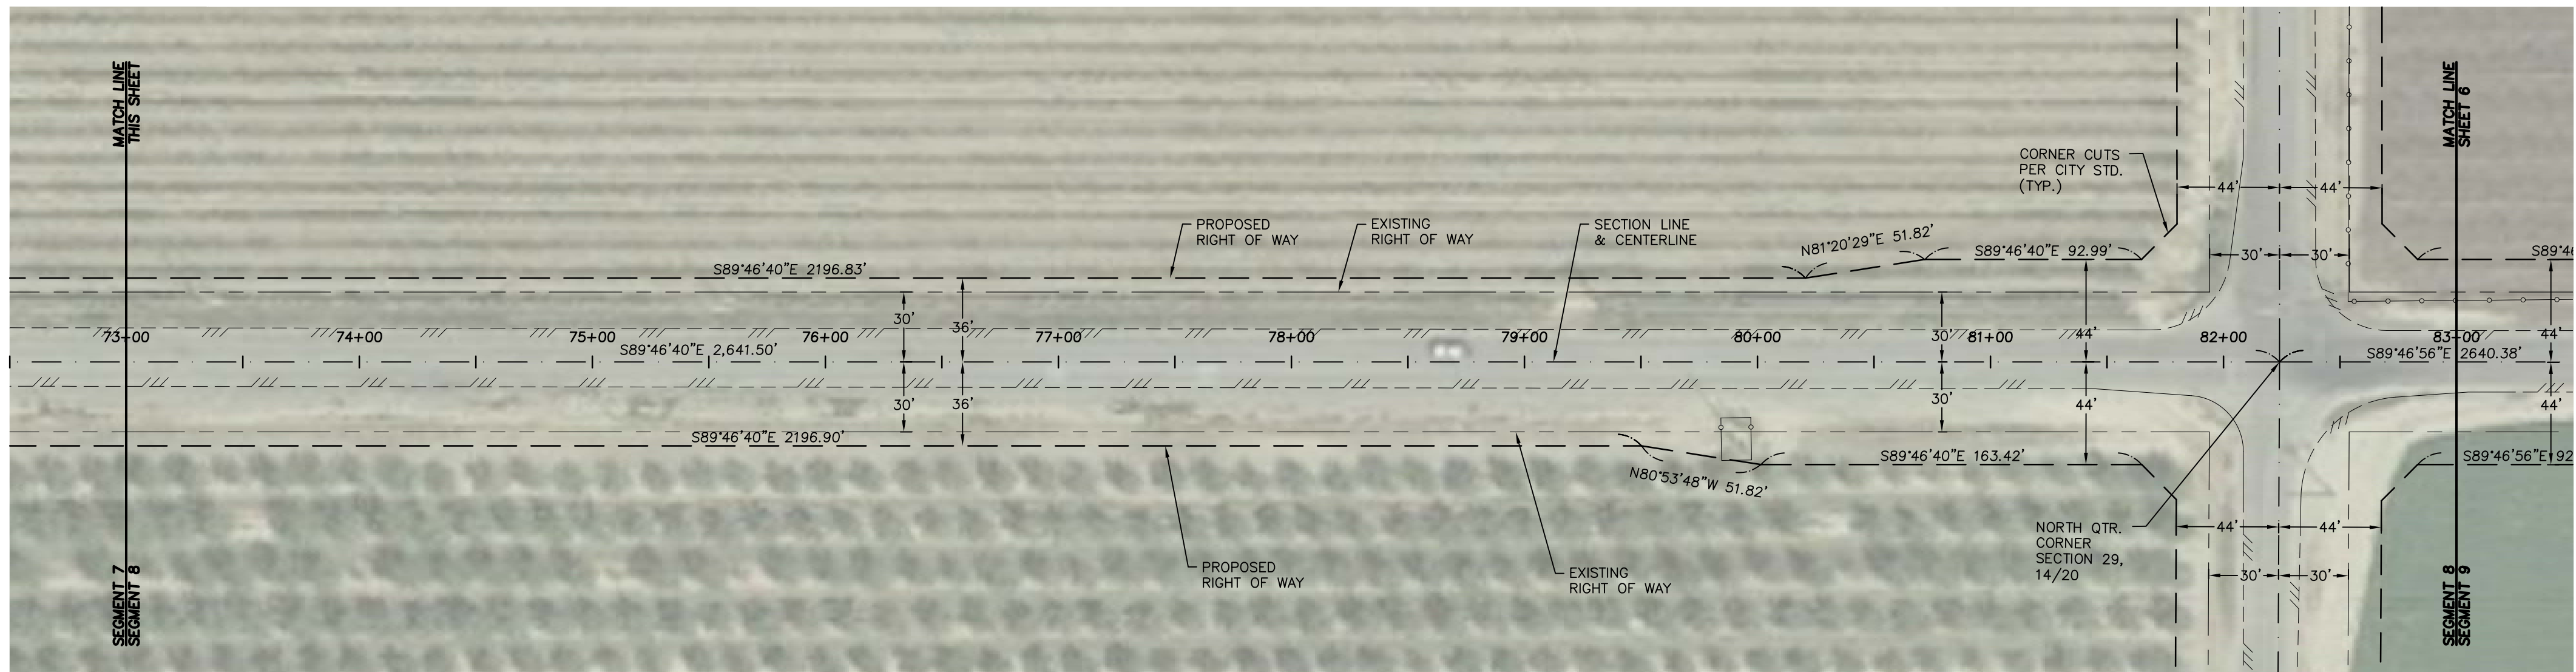 MATCH LINE
THIS SHEET
MATCH LINE
SHEET 6
CORNER CUTS
PER CITY STD.
(TYP.)
44'
44'
PROPOSED
RIGHT OF WAY
EXISTING
RIGHT OF WAY
SECTION LINE
& CENTERLINE
N81°20'29"E 51.82'
S89°46'40"E 92.99'
30'
30'
S89°46
S89°46'40"E 2196.83'
30'
36'
30'
44'
44'
73+00
74+00
75+00
76+00
77+00
78+00
79+00
80+00
81+00
82+00
83+00
S89°46'40"E 2,641.50'
S89°46'56"E 2640.38'
30'
36'
30'
44'
44'
S89°46'40"E 2196.90'
S89°46'40"E 163.42'
S89°46'56"E 92
N80°53'48"W 51.82'
NORTH QTR.
CORNER
SECTION 29,
14/20
44'
44'
PROPOSED
RIGHT OF WAY
EXISTING
RIGHT OF WAY
30'
30'
SEGMENT 7
SEGMENT 8
SEGMENT 8
SEGMENT 9